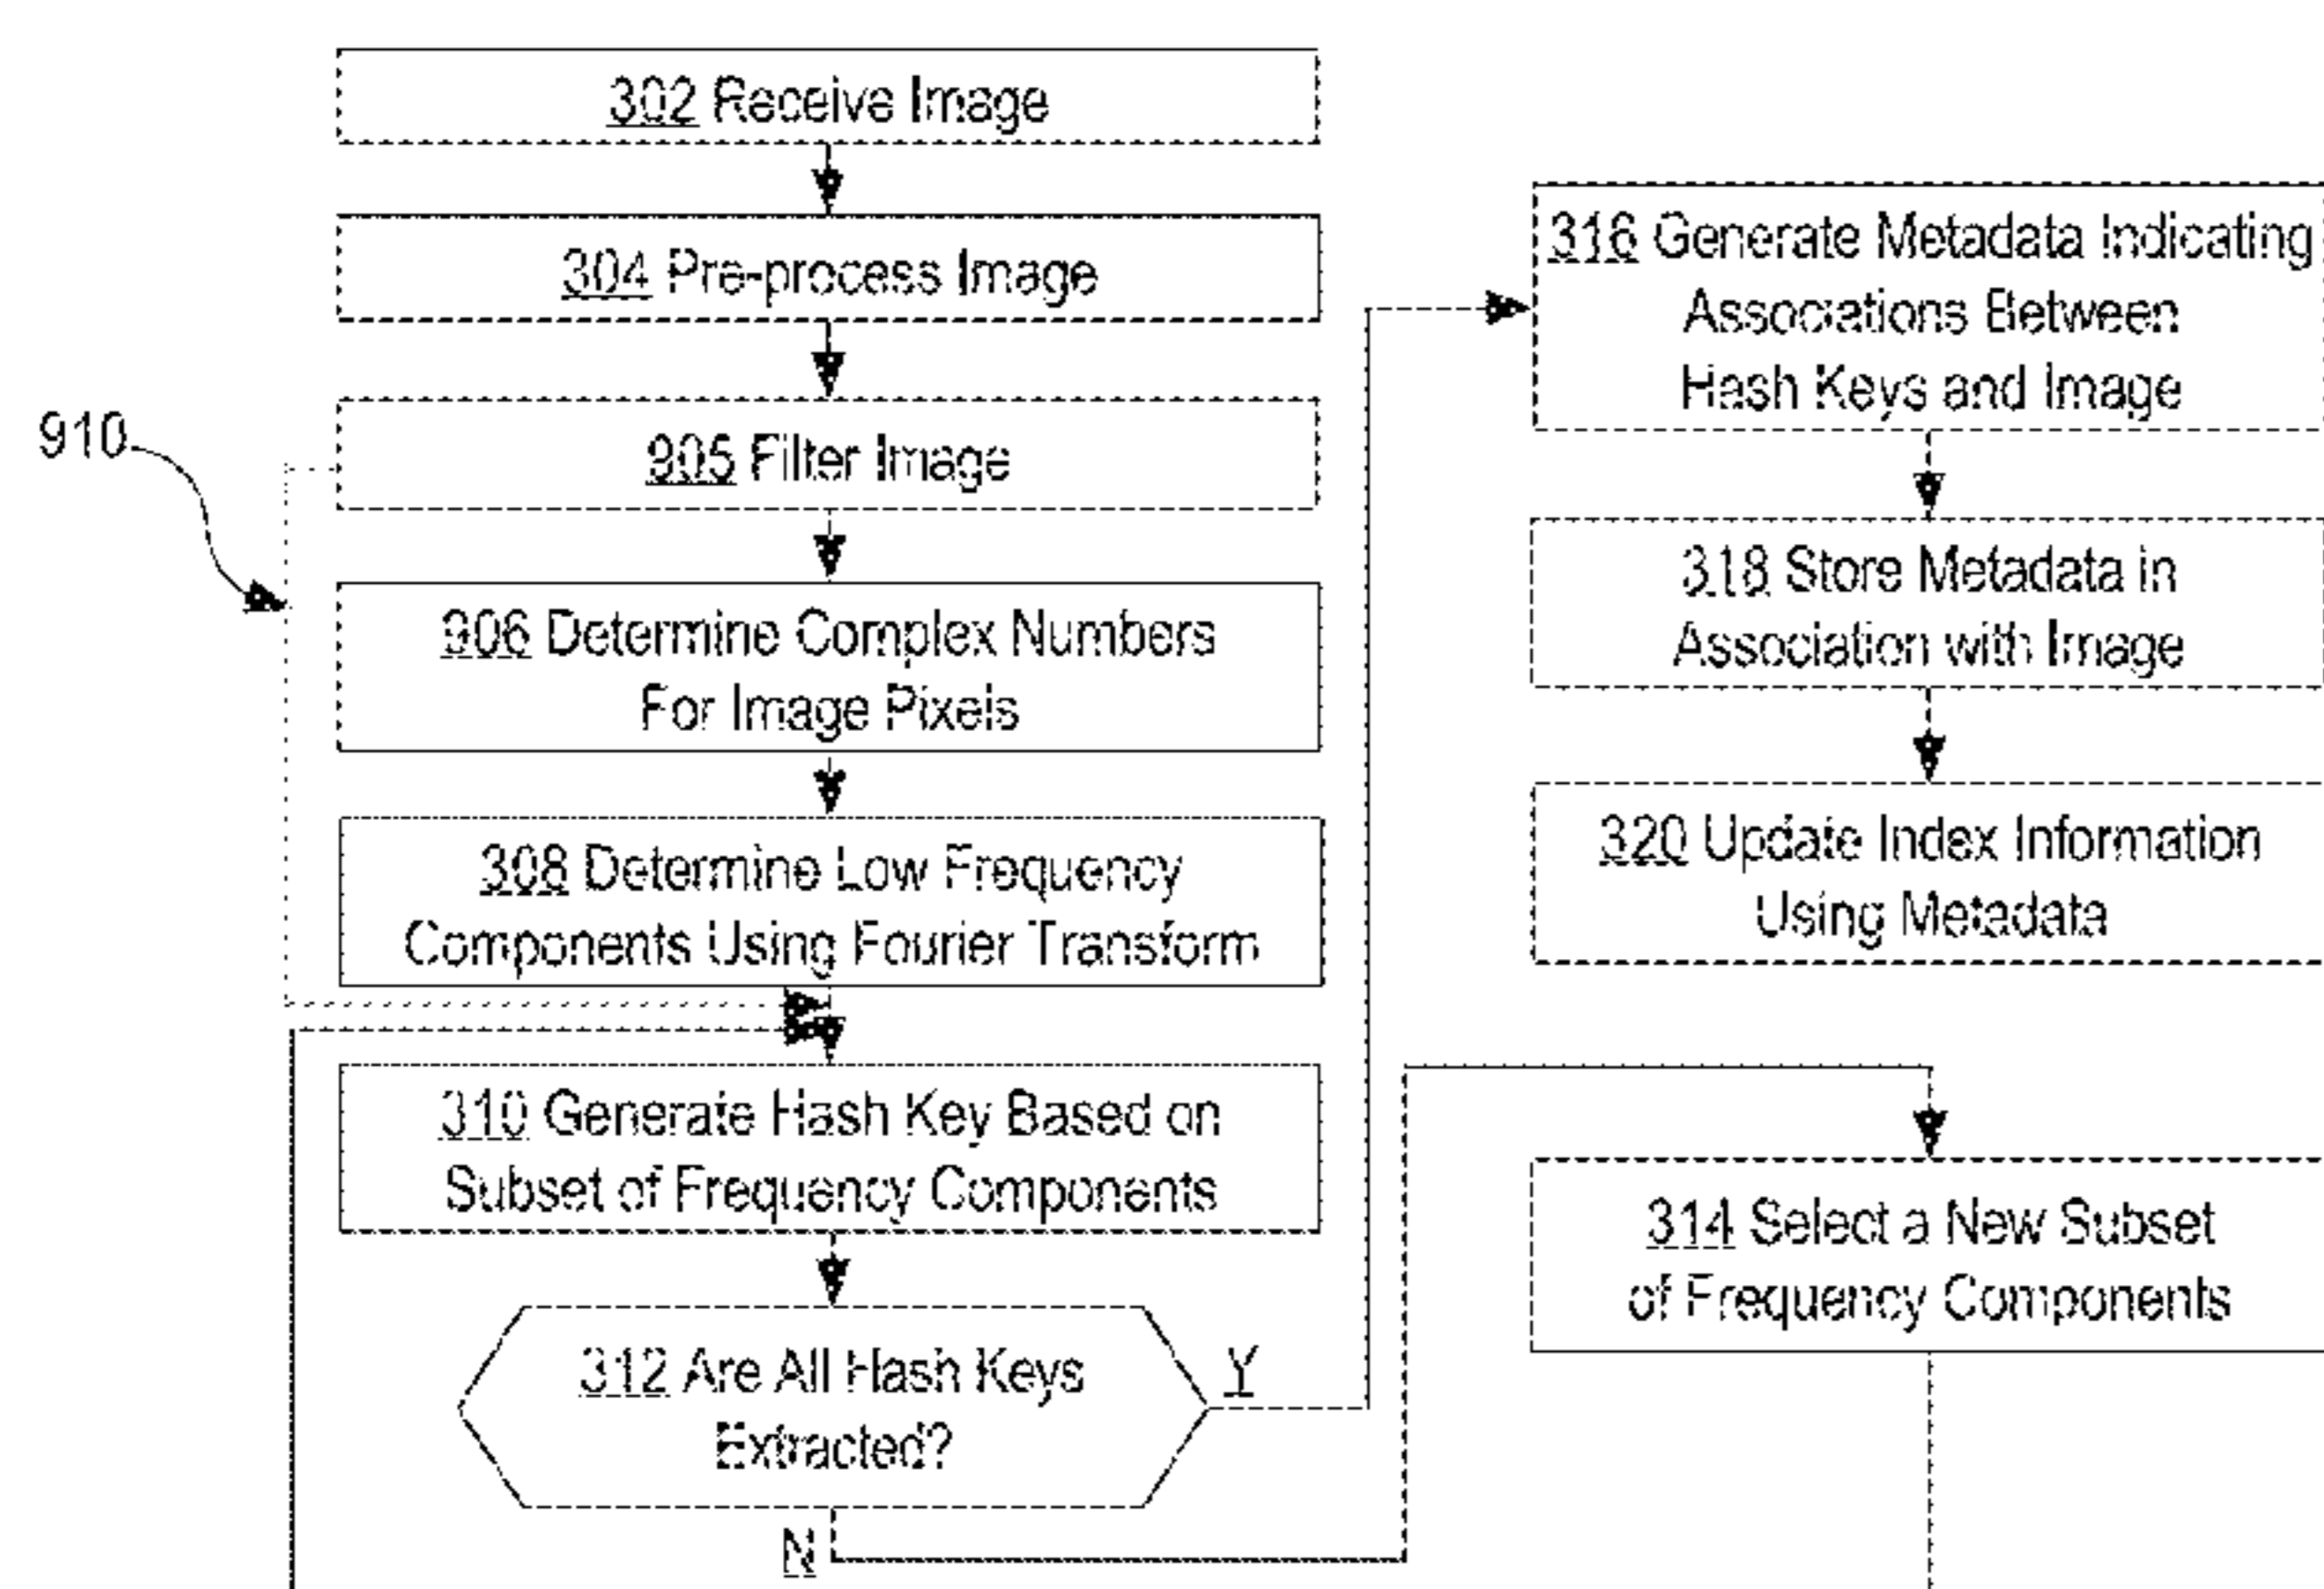 302 Receive Image
304 Pre-process Image
910
905 Filter Image
906 Determine Complex Numbers
For Image Pixels
308 Determine Low Frequency
Components Using Fourier Transform
310 Generate Hash Key Based on
Subset of Frequency Components
312 Are All Hash Keys
Extracted?
Y
N
316 Generate Metadata Indicating
Associations Between
Hash Keys and Image
318 Store Metadata in
Association with Image
320 Update Index Information
Using Metadata
314 Select a New Subset
of Frequency Components